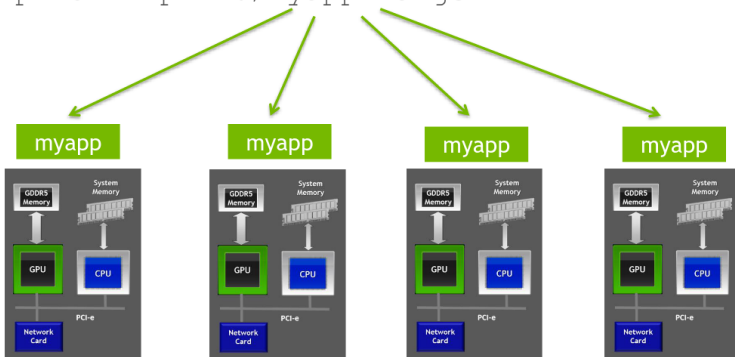 myapp
myapp
myapp
myapp
GDDR5
Memory
System
Memory
GPU
CPU
PCI-e
Network
Card
GDDR5
Memory
System
Memory
GPU
CPU
PCI-e
Network
Card
GDDR5
Memory
System
Memory
GPU
CPU
PCI-e
Network
Card
GDDR5
Memory
System
Memory
GPU
CPU
PCI-e
Network
Card